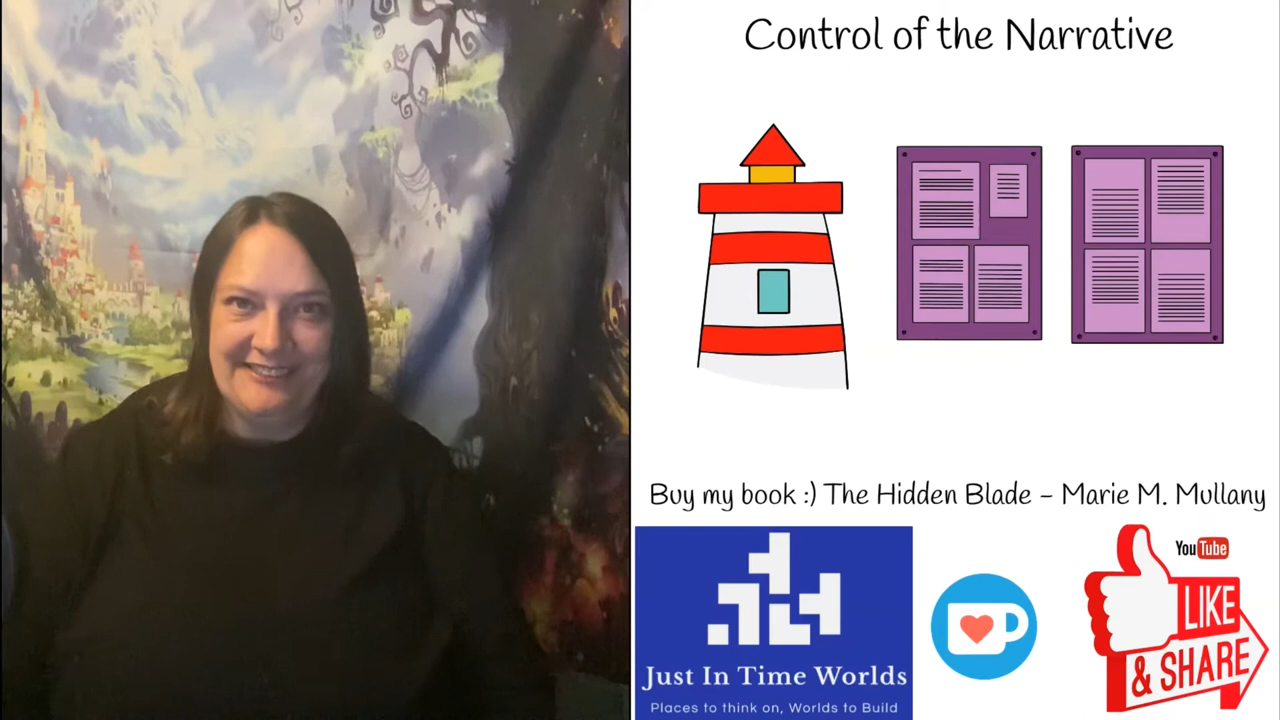 Control of the Narrative
Buy my book :) The Hidden Blade - Marie M. Mullany
Just In Time Worlds
Places to think on, Worlds to Build
YouTube
LIKE
& SHARE